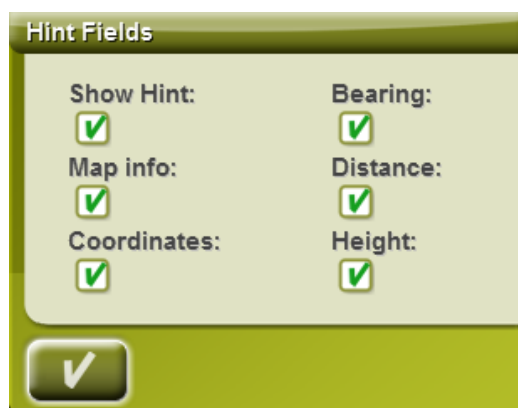 Hint Fields
Show Hint: Bearing:
Map info: Distance:
Coordinates: Height: